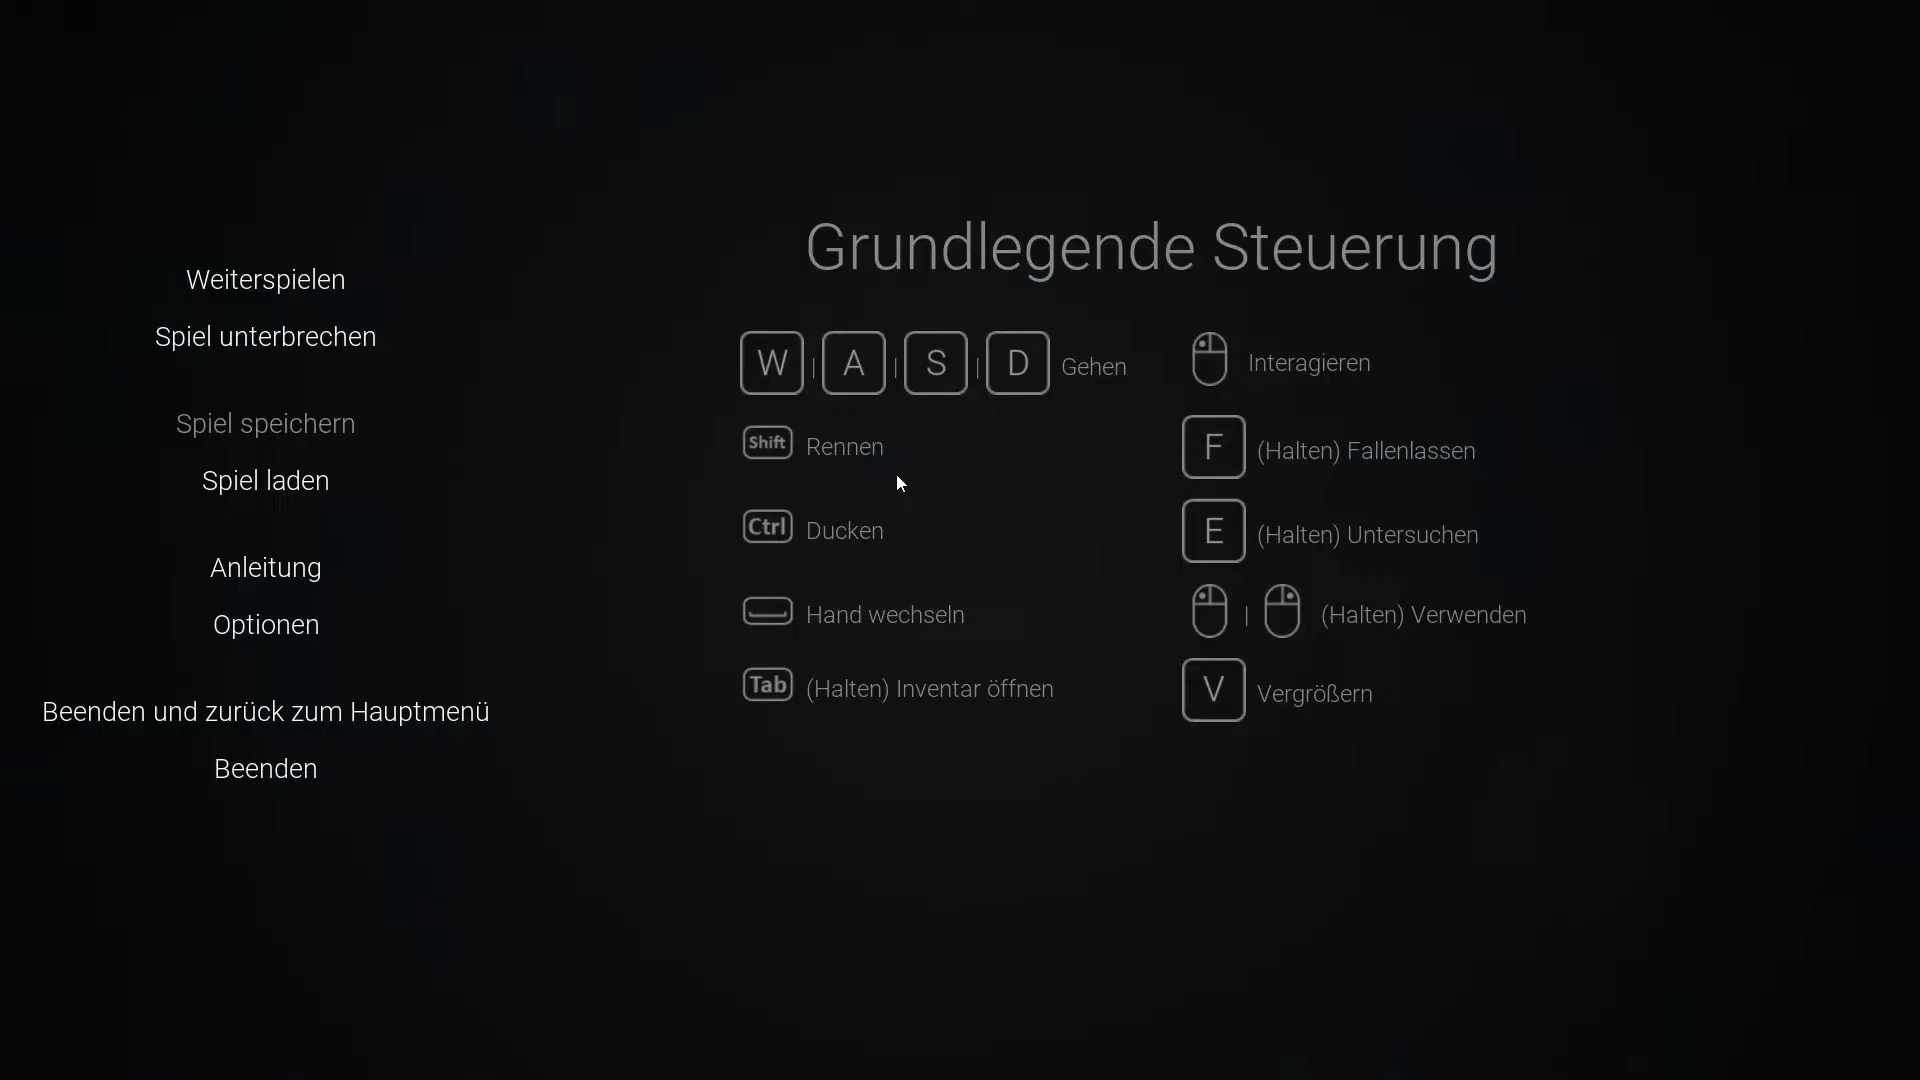 Weiterspielen
Spiel unterbrechen
Spiel speichern
Spiel laden
Anleitung
Optionen
Beenden und zurück zum Hauptmenü
Beenden
Grundlegende Steuerung
W | A | S | D Gehen
Shift Rennen
Ctrl Ducken
Hand wechseln
Tab (Halten) Inventar öffnen
Interagieren
F (Halten) Fallenlassen
E (Halten) Untersuchen
| (Halten) Verwenden
V Vergrößern